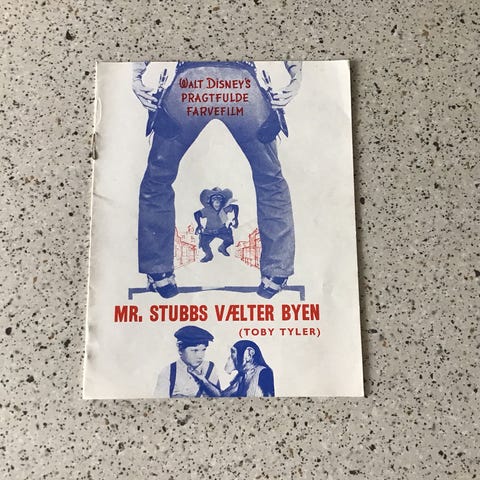 WALT DISNEY'S
PRAGTFULDE
FARVEFILM
MR. STUBBS VÆLTER BYEN
(TOBY TYLER)